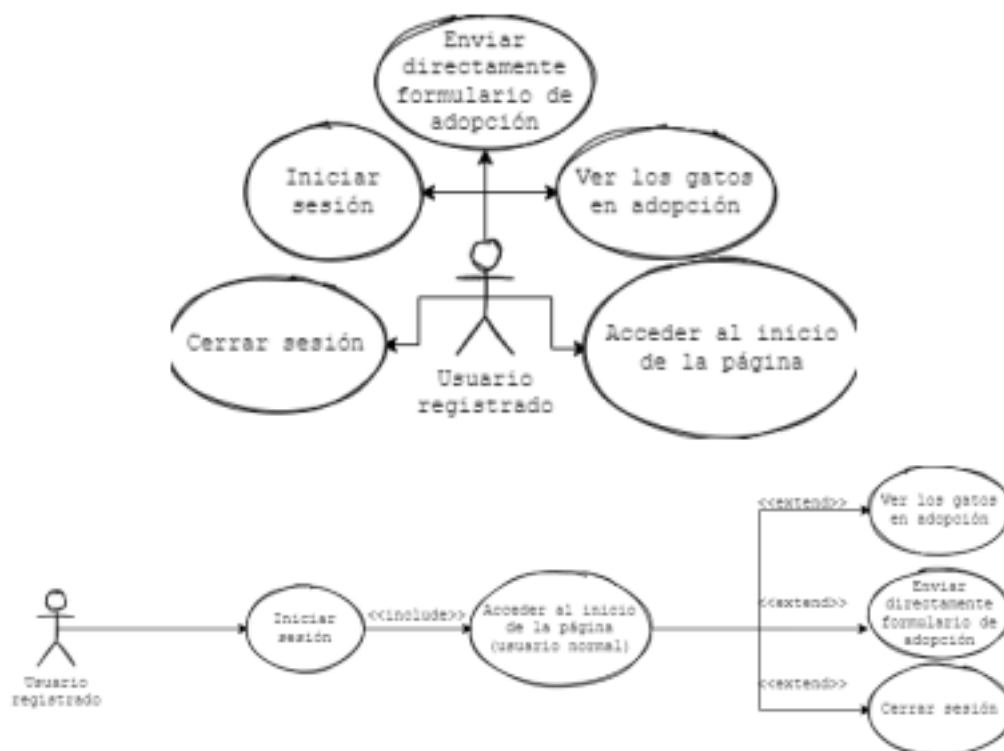 Enviar
directamente
formulario de
adopción
Iniciar
sesión
Ver los gatos
en adopción
Cerrar sesión
Acceder al inicio
de la página
Usuario
registrado
<<extend>>
Ver los gatos
en adopción
Usuario
registrado
Iniciar
sesión
<<include>>
Acceder al inicio
de la página
(usuario normal)
<<extend>>
Enviar
directamente
formulario de
adopción
<<extend>>
Cerrar sesión